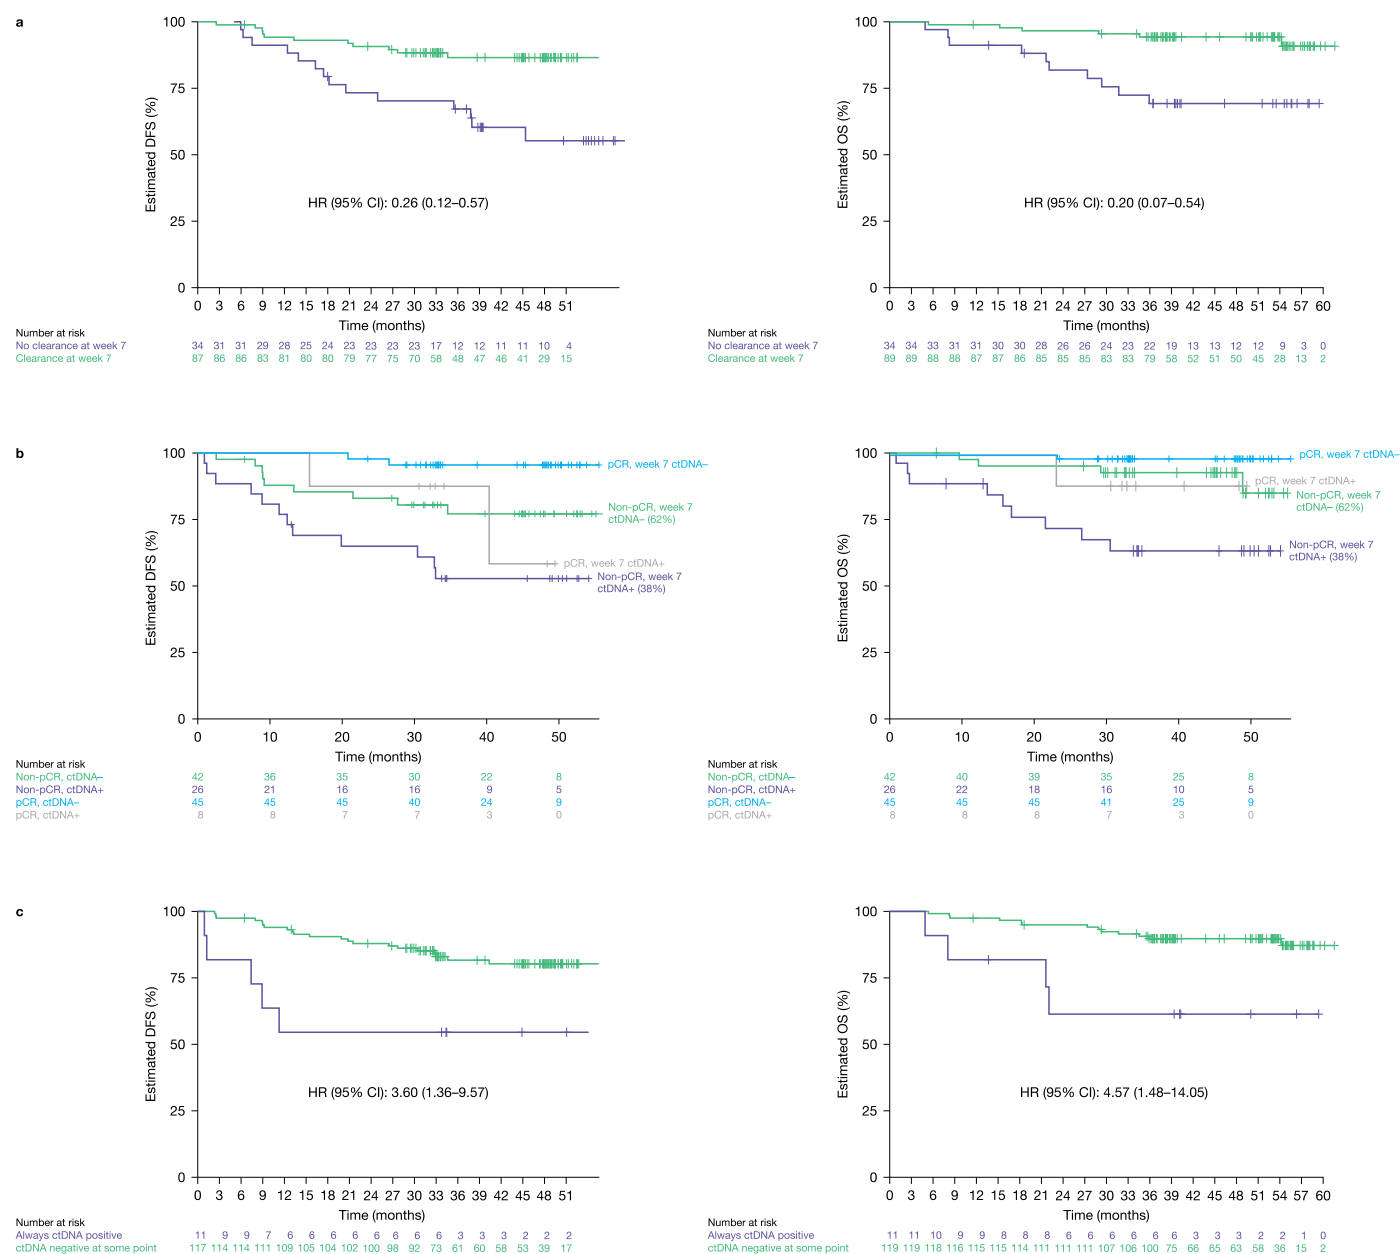 a
100
75
50
25
0
Estimated DFS (%)
HR (95% CI): 0.26 (0.12–0.57)
0 3 6 9 12 15 18 21 24 27 30 33 36 39 42 45 48 51
Time (months)
Number at risk
No clearance at week 7 34 31 31 29 28 25 24 23 23 23 23 17 12 12 11 11 10 4
Clearance at week 7 87 86 86 83 81 80 80 79 77 75 70 58 48 47 46 41 29 15
100
75
50
25
0
Estimated OS (%)
HR (95% CI): 0.20 (0.07–0.54)
0 3 6 9 12 15 18 21 24 27 30 33 36 39 42 45 48 51 54 57 60
Time (months)
Number at risk
No clearance at week 7 34 34 33 31 31 30 30 28 26 26 24 23 22 19 13 13 12 12 9 3 0
Clearance at week 7 89 89 88 88 87 87 86 85 85 85 83 83 79 58 52 51 50 45 28 13 2
b
100
75
50
25
0
Estimated DFS (%)
pCR, week 7 ctDNA–
Non-pCR, week 7
ctDNA– (62%)
pCR, week 7 ctDNA+
Non-pCR, week 7
ctDNA+ (38%)
0 10 20 30 40 50
Time (months)
Number at risk
Non-pCR, ctDNA– 42 36 35 30 22 8
Non-pCR, ctDNA+ 26 21 16 16 9 5
pCR, ctDNA– 45 45 45 40 24 9
pCR, ctDNA+ 8 8 7 7 3 0
100
75
50
25
0
Estimated OS (%)
pCR, week 7 ctDNA–
pCR, week 7 ctDNA+
Non-pCR, week 7
ctDNA– (62%)
Non-pCR, week 7
ctDNA+ (38%)
0 10 20 30 40 50
Time (months)
Number at risk
Non-pCR, ctDNA– 42 40 39 35 25 8
Non-pCR, ctDNA+ 26 22 18 16 10 5
pCR, ctDNA– 45 45 45 41 25 9
pCR, ctDNA+ 8 8 8 7 3 0
c
100
75
50
25
0
Estimated DFS (%)
HR (95% CI): 3.60 (1.36–9.57)
0 3 6 9 12 15 18 21 24 27 30 33 36 39 42 45 48 51
Time (months)
Number at risk
Always ctDNA positive 11 9 9 7 6 6 6 6 6 6 6 6 3 3 3 2 2 2
ctDNA negative at some point 117 114 114 111 109 105 104 102 100 98 92 73 61 60 58 53 39 17
100
75
50
25
0
Estimated OS (%)
HR (95% CI): 4.57 (1.48–14.05)
0 3 6 9 12 15 18 21 24 27 30 33 36 39 42 45 48 51 54 57 60
Time (months)
Number at risk
Always ctDNA positive 11 11 10 9 9 8 8 8 6 6 6 6 6 6 3 3 3 2 2 1 0
ctDNA negative at some point 119 119 118 116 115 115 114 111 111 111 107 106 100 75 66 65 63 58 36 15 2